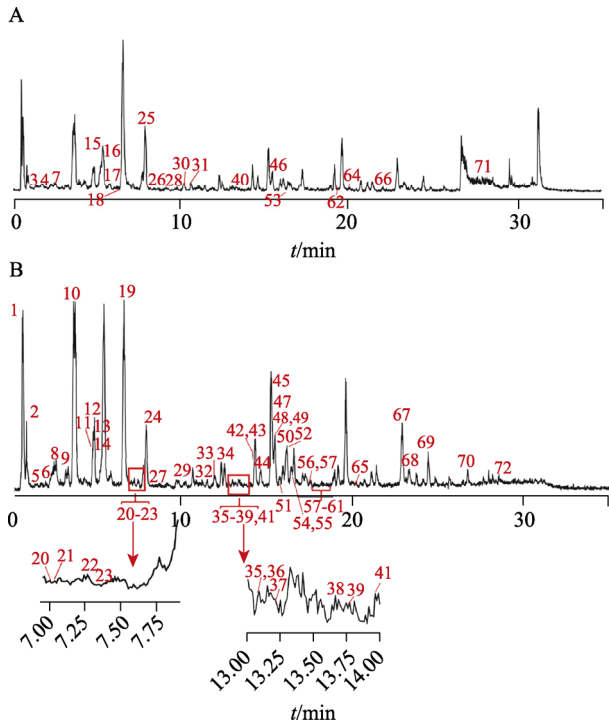 A
15 16 25
3 4 7 17 18 26 28 30 31 40 46 53 62 64 66 71
0 10 20 30
t/min
B
1 10 19
2 24 45
47
12 48,49 67
11 13 42,43 50 52
8 9 14 33 34 44 56,57 69
5 6 27 29 32 65 68 70 72
51
0 10 20 30
20-23 35-39,41 57-61
54,55
20 21 22 23
35,36 37 38 39 41
7.00 7.25 7.50 7.75
13.00 13.25 13.50 13.75 14.00
t/min